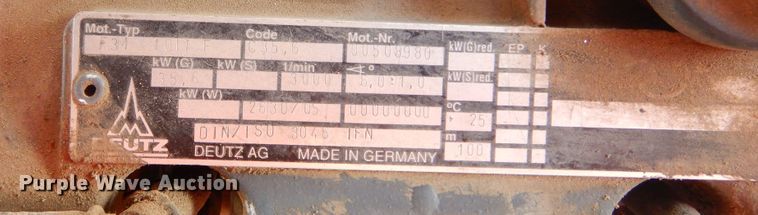 Mot.-Typ Code Mot.-Nr. kW(G)red. EP K
F3L 1011 F C35,6 00508980
kW (G) kW (S) 1/min
35,6 3000 kW(S)red.
kW (W) °C
2830/05 00000000 25
DIN/ISO 3046 IFN m
DEUTZ DEUTZ AG MADE IN GERMANY 100
Purple Wave Auction